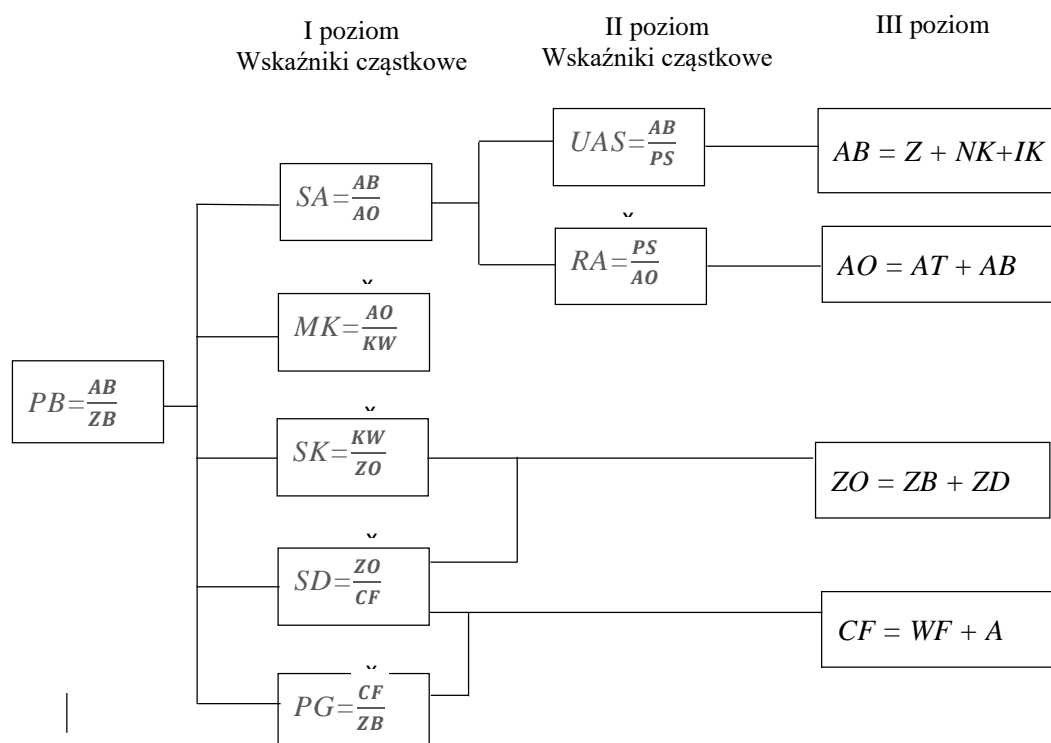 I poziom
Wskaźniki cząstkowe
II poziom
Wskaźniki cząstkowe
III poziom
UAS=AB/PS
AB = Z + NK+IK
SA=AB/AO
x
RA=PS/AO
AO = AT + AB
x
MK=AO/KW
PB=AB/ZB
x
SK=KW/ZO
ZO = ZB + ZD
x
SD=ZO/CF
CF = WF + A
x
PG=CF/ZB